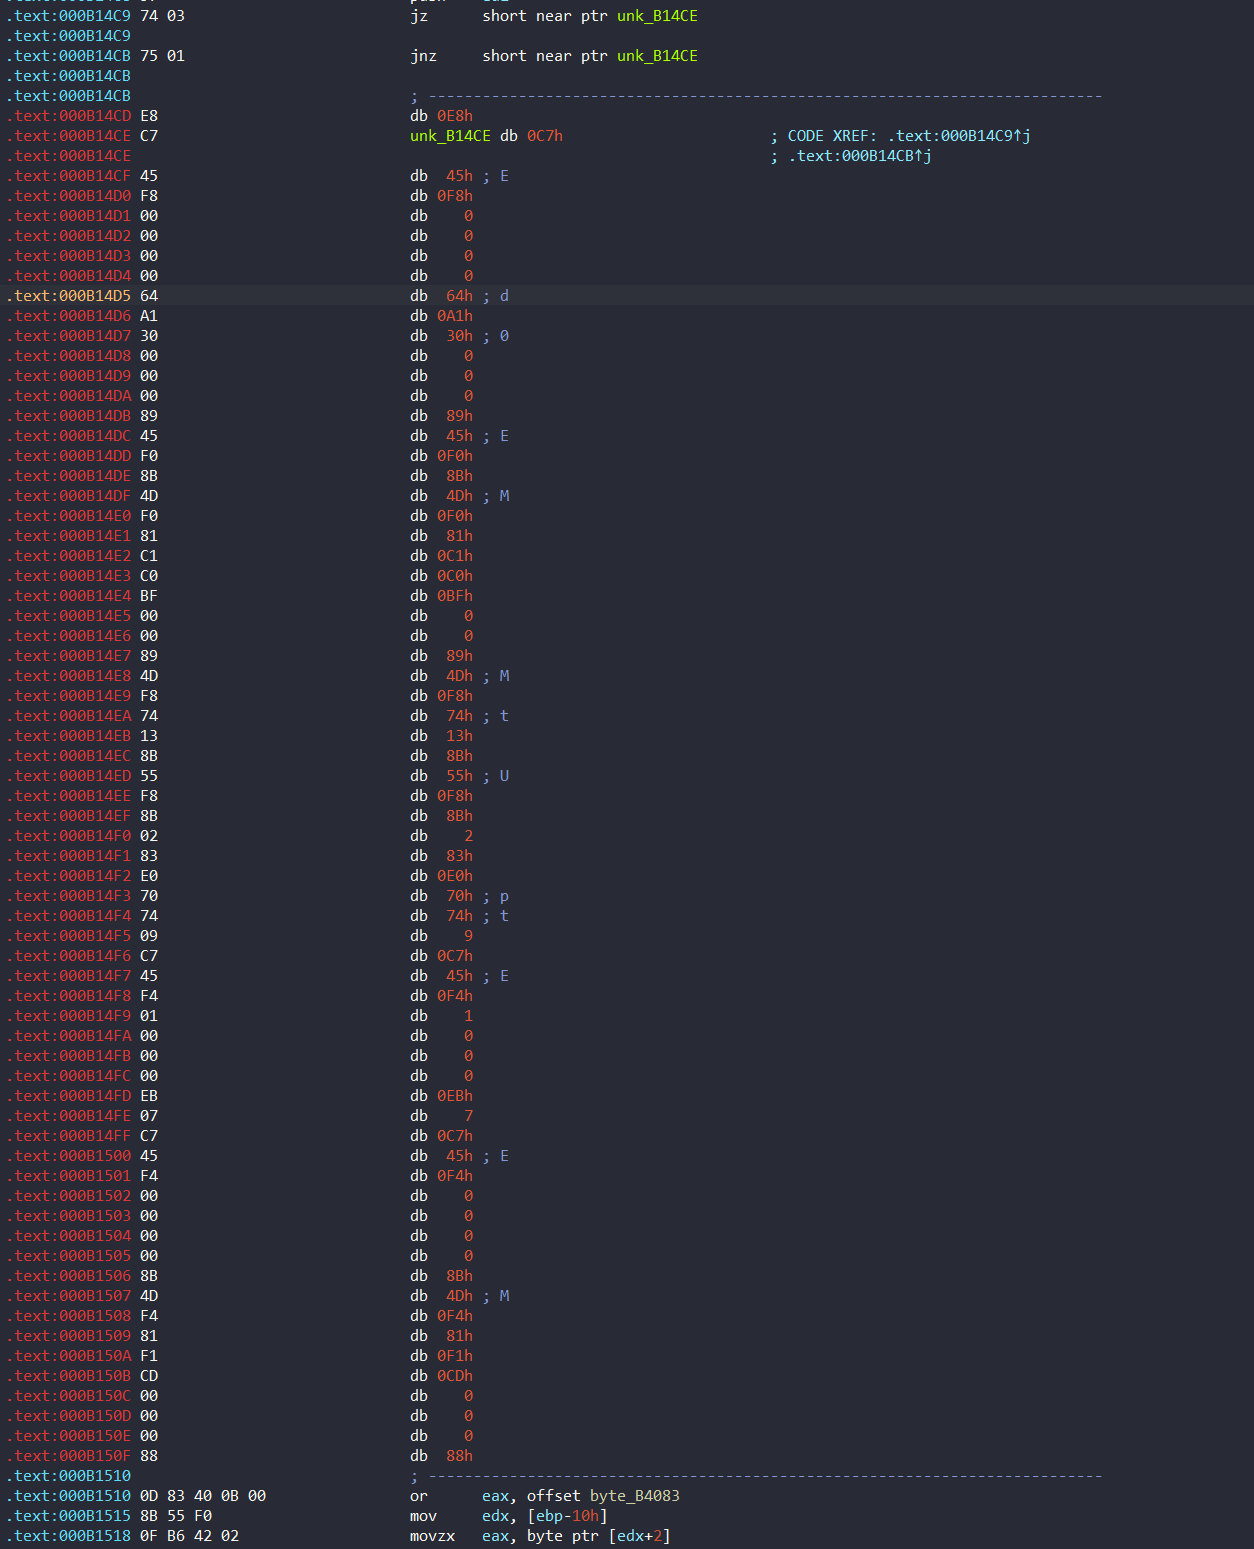 .text:000B14C9 74 03 jz short near ptr unk_B14CE
.text:000B14C9
.text:000B14CB 75 01 jnz short near ptr unk_B14CE
.text:000B14CB
.text:000B14CB ; ---------------------------------------------------------------------------
.text:000B14CD E8 db 0E8h
.text:000B14CE C7 unk_B14CE db 0C7h ; CODE XREF: .text:000B14C9↑j
.text:000B14CE ; .text:000B14CB↑j
.text:000B14CF 45 db 45h ; E
.text:000B14D0 F8 db 0F8h
.text:000B14D1 00 db 0
.text:000B14D2 00 db 0
.text:000B14D3 00 db 0
.text:000B14D4 00 db 0
.text:000B14D5 64 db 64h ; d
.text:000B14D6 A1 db 0A1h
.text:000B14D7 30 db 30h ; 0
.text:000B14D8 00 db 0
.text:000B14D9 00 db 0
.text:000B14DA 00 db 0
.text:000B14DB 89 db 89h
.text:000B14DC 45 db 45h ; E
.text:000B14DD F0 db 0F0h
.text:000B14DE 8B db 8Bh
.text:000B14DF 4D db 4Dh ; M
.text:000B14E0 F0 db 0F0h
.text:000B14E1 81 db 81h
.text:000B14E2 C1 db 0C1h
.text:000B14E3 C0 db 0C0h
.text:000B14E4 BF db 0BFh
.text:000B14E5 00 db 0
.text:000B14E6 00 db 0
.text:000B14E7 89 db 89h
.text:000B14E8 4D db 4Dh ; M
.text:000B14E9 F8 db 0F8h
.text:000B14EA 74 db 74h ; t
.text:000B14EB 13 db 13h
.text:000B14EC 8B db 8Bh
.text:000B14ED 55 db 55h ; U
.text:000B14EE F8 db 0F8h
.text:000B14EF 8B db 8Bh
.text:000B14F0 02 db 2
.text:000B14F1 83 db 83h
.text:000B14F2 E0 db 0E0h
.text:000B14F3 70 db 70h ; p
.text:000B14F4 74 db 74h ; t
.text:000B14F5 09 db 9
.text:000B14F6 C7 db 0C7h
.text:000B14F7 45 db 45h ; E
.text:000B14F8 F4 db 0F4h
.text:000B14F9 01 db 1
.text:000B14FA 00 db 0
.text:000B14FB 00 db 0
.text:000B14FC 00 db 0
.text:000B14FD EB db 0EBh
.text:000B14FE 07 db 7
.text:000B14FF C7 db 0C7h
.text:000B1500 45 db 45h ; E
.text:000B1501 F4 db 0F4h
.text:000B1502 00 db 0
.text:000B1503 00 db 0
.text:000B1504 00 db 0
.text:000B1505 00 db 0
.text:000B1506 8B db 8Bh
.text:000B1507 4D db 4Dh ; M
.text:000B1508 F4 db 0F4h
.text:000B1509 81 db 81h
.text:000B150A F1 db 0F1h
.text:000B150B CD db 0CDh
.text:000B150C 00 db 0
.text:000B150D 00 db 0
.text:000B150E 00 db 0
.text:000B150F 88 db 88h
.text:000B1510 ; ---------------------------------------------------------------------------
.text:000B1510 0D 83 40 0B 00 or eax, offset byte_B4083
.text:000B1515 8B 55 F0 mov edx, [ebp-10h]
.text:000B1518 0F B6 42 02 movzx eax, byte ptr [edx+2]